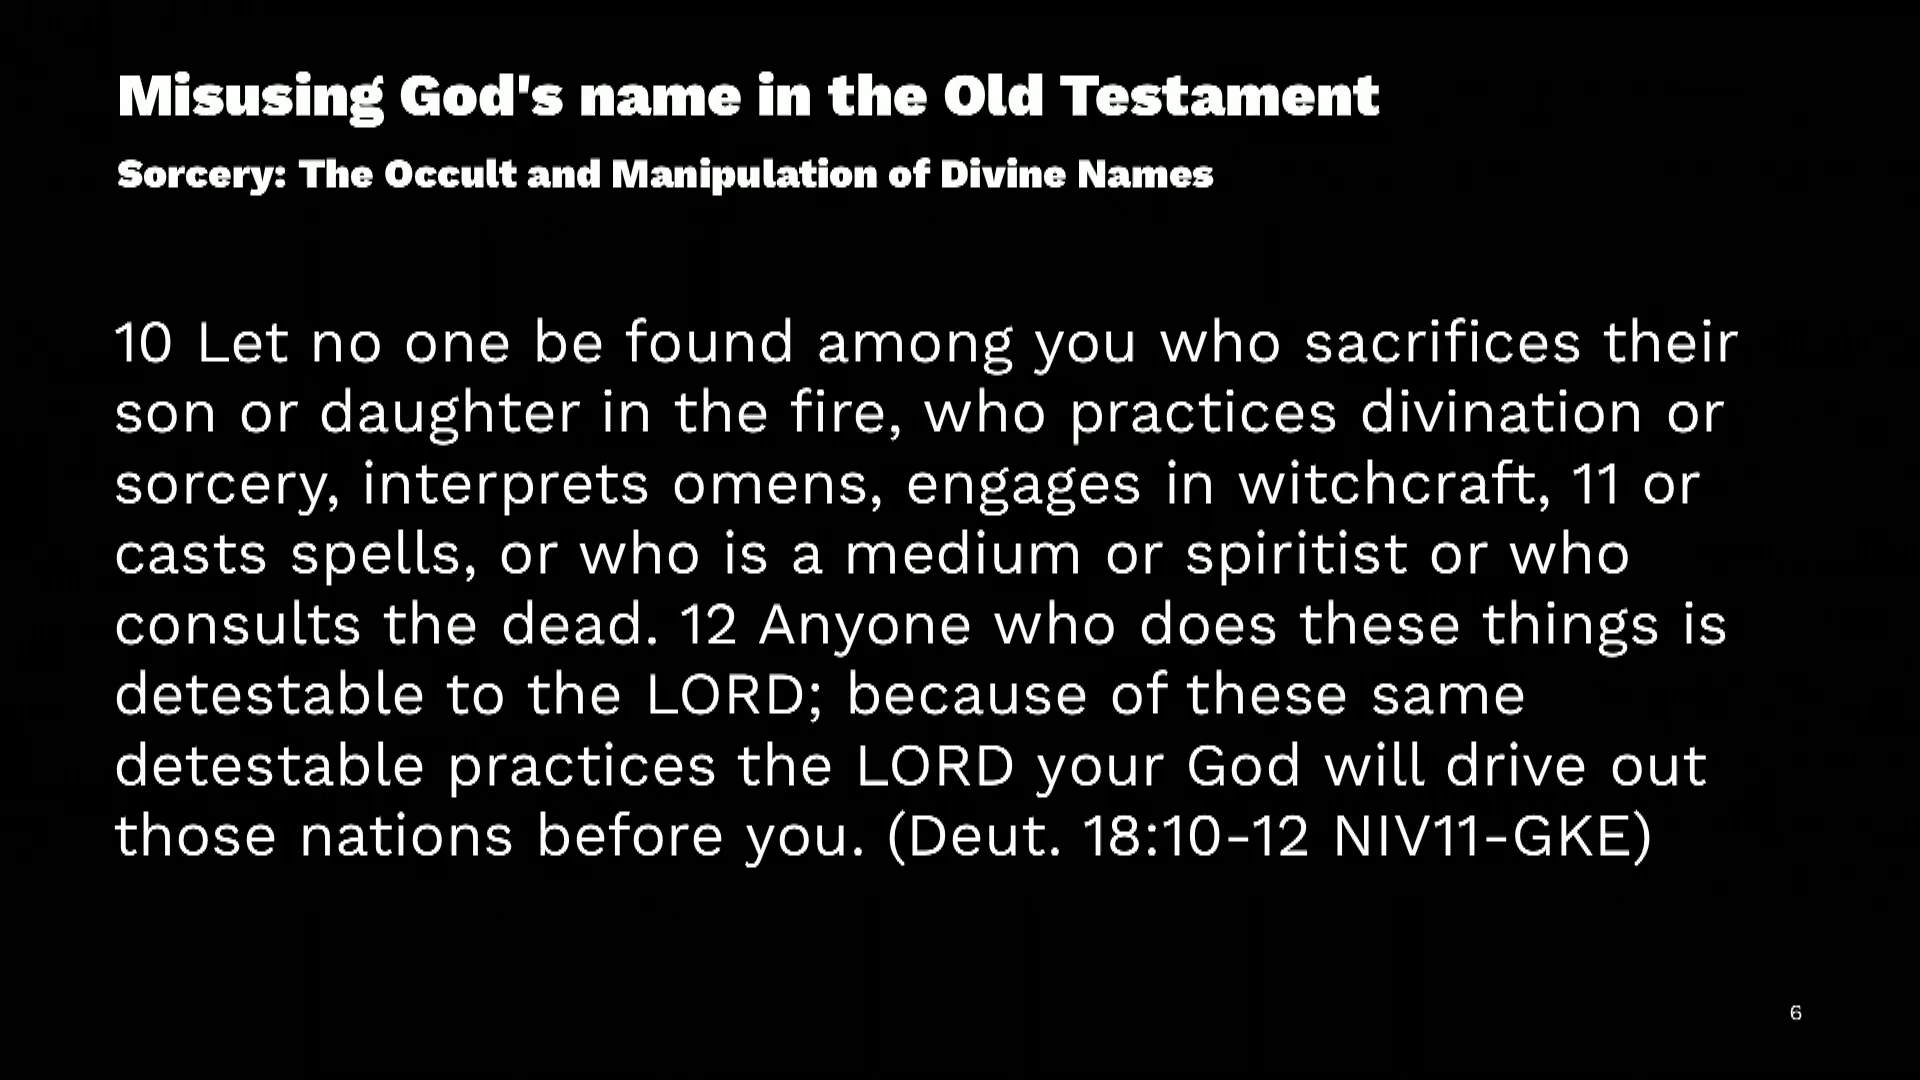 Misusing God's name in the Old Testament
Sorcery: The Occult and Manipulation of Divine Names
10 Let no one be found among you who sacrifices their
son or daughter in the fire, who practices divination or
sorcery, interprets omens, engages in witchcraft, 11 or
casts spells, or who is a medium or spiritist or who
consults the dead. 12 Anyone who does these things is
detestable to the LORD; because of these same
detestable practices the LORD your God will drive out
those nations before you. (Deut. 18:10-12 NIV11-GKE)
6